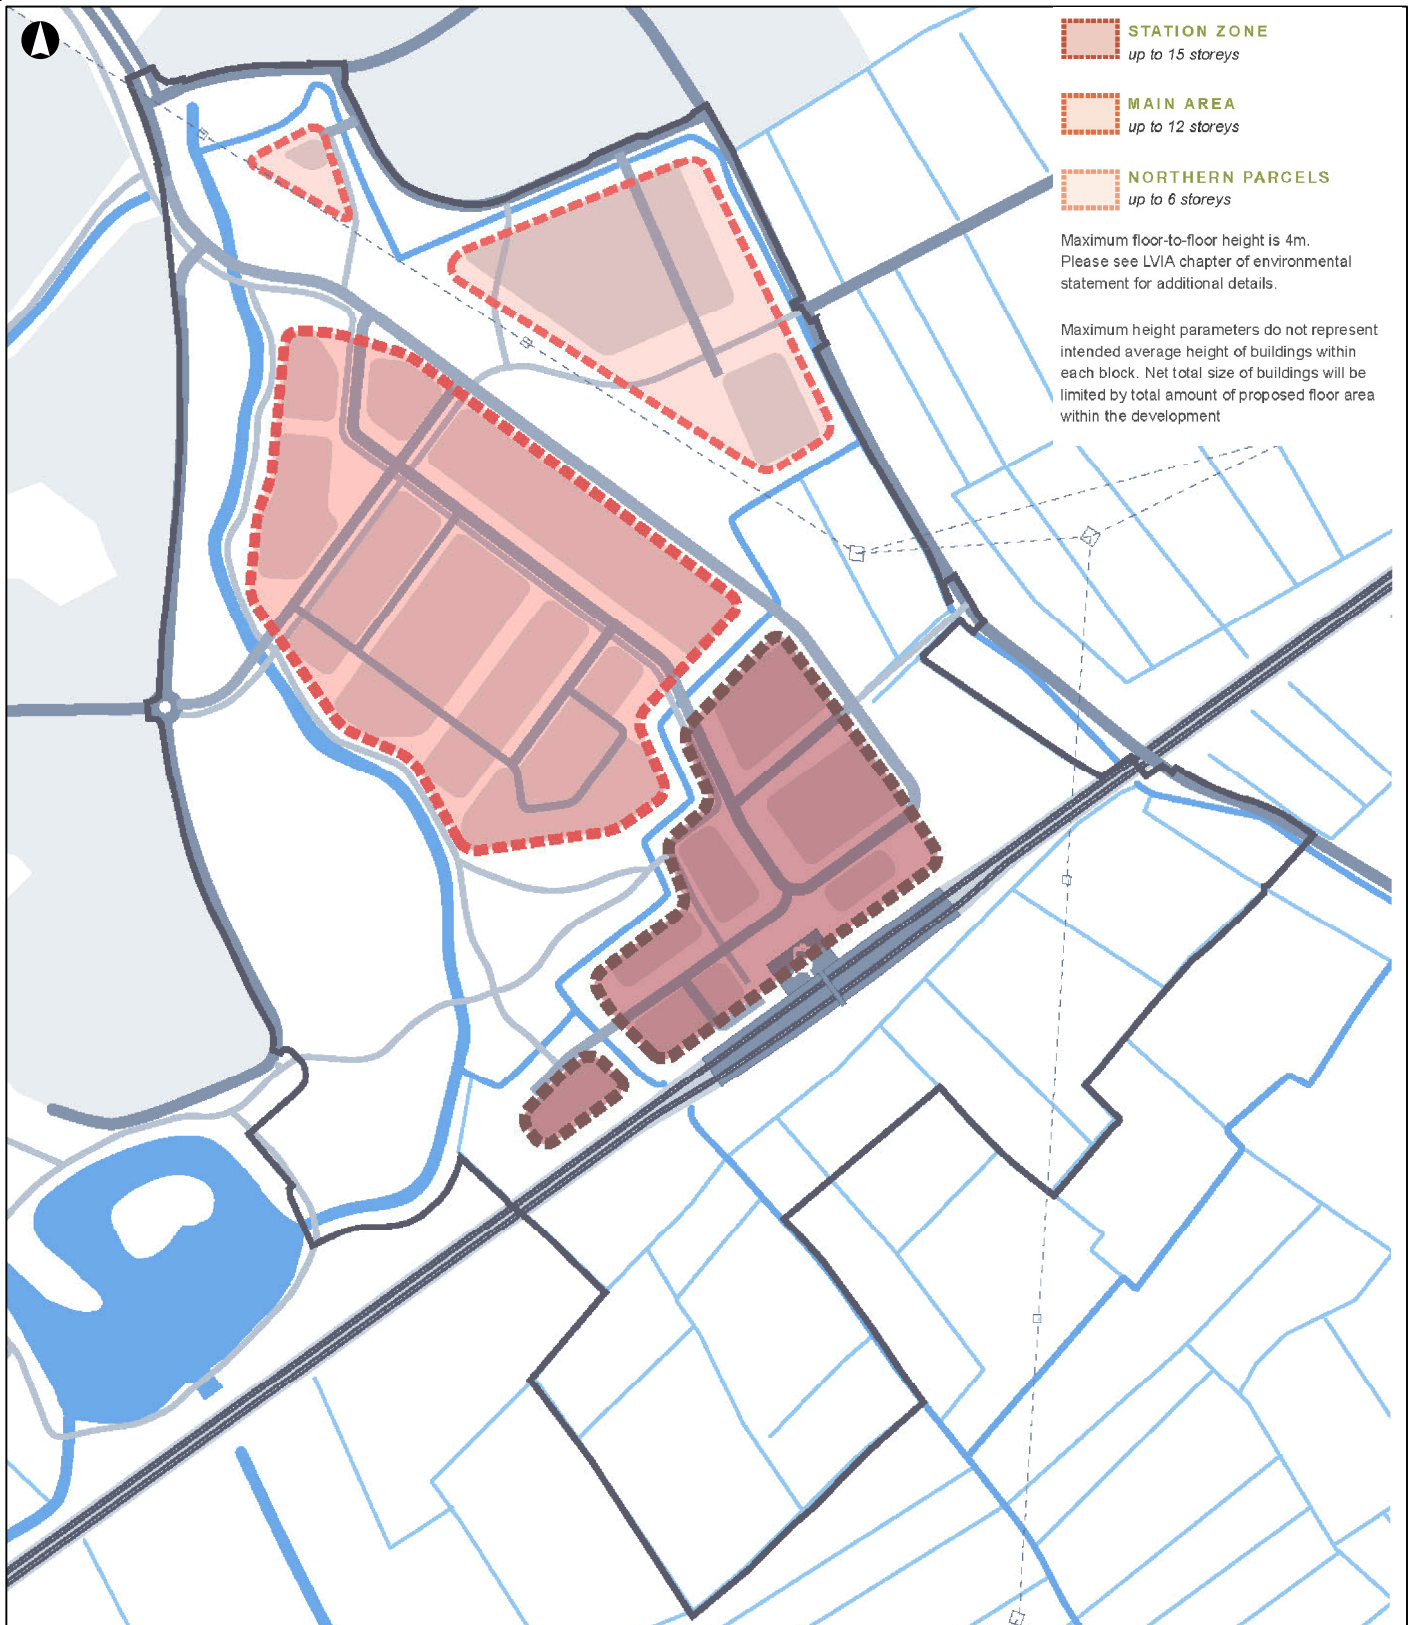 STATION ZONE
up to 15 storeys
MAIN AREA
up to 12 storeys
NORTHERN PARCELS
up to 6 storeys
Maximum floor-to-floor height is 4m.
Please see LVIA chapter of environmental
statement for additional details.
Maximum height parameters do not represent
intended average height of buildings within
each block. Net total size of buildings will be
limited by total amount of proposed floor area
within the development